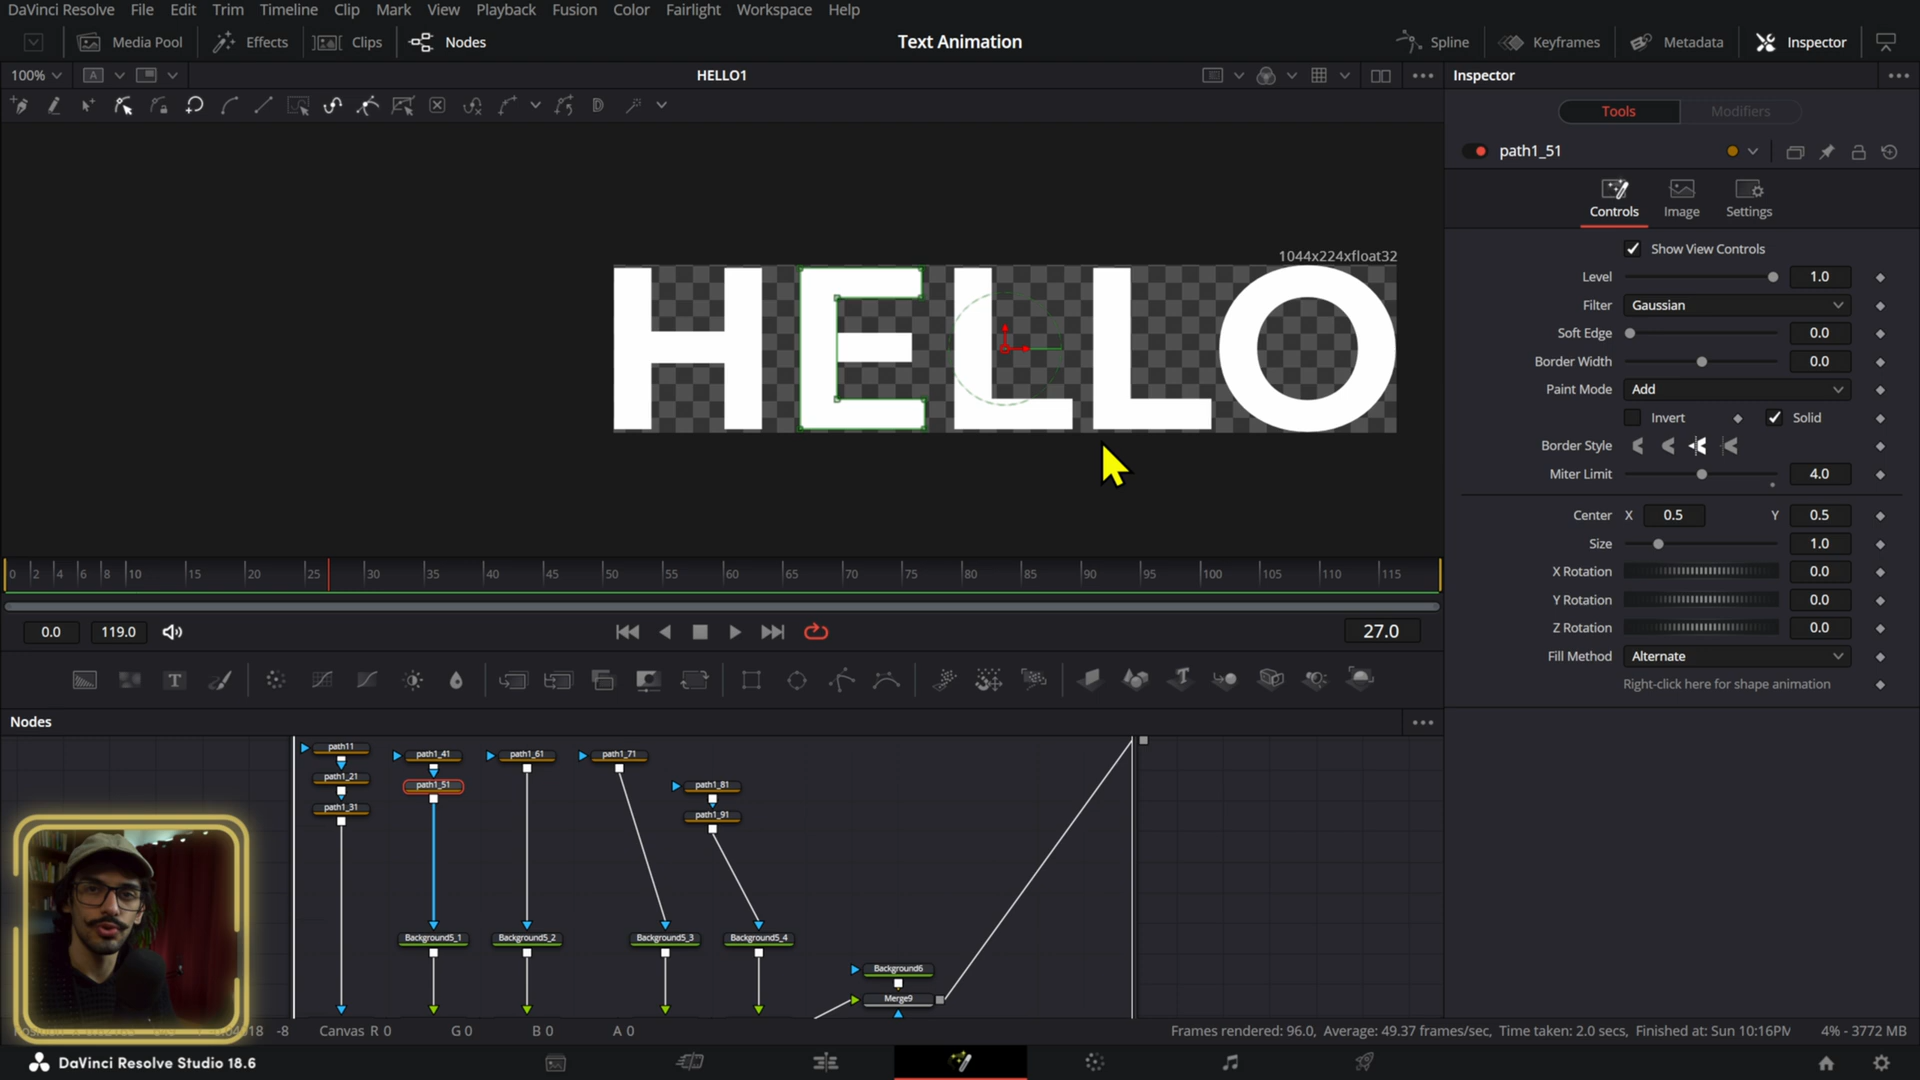 DaVinci Resolve File Edit Trim Timeline Clip Mark View Playback Fusion Color Fairlight Workspace Help
Media Pool Effects Clips Nodes Text Animation Spline Keyframes Metadata Inspector
100% A HELLO1 Inspector
Tools Modifiers
path1_51
Controls Image Settings
Show View Controls
1044x224xfloat32
HELLO
Level 1.0
Filter Gaussian
Soft Edge 0.0
Border Width 0.0
Paint Mode Add
Invert Solid
Border Style
Miter Limit 4.0
Center X 0.5 Y 0.5
Size 1.0
X Rotation 0.0
Y Rotation 0.0
Z Rotation 0.0
Fill Method Alternate
Right-click here for shape animation
0 2 4 6 8 10 15 20 25 30 35 40 45 50 55 60 65 70 75 80 85 90 95 100 105 110 115
0.0 119.0 27.0
Nodes
path11 path1_41 path1_61 path1_71
path1_21 path1_51 path1_81
path1_31 path1_91
Background5_1 Background5_2 Background5_3 Background5_4
Background6
Merge9
-8 Canvas R 0 G 0 B 0 A 0 Frames rendered: 96.0, Average: 49.37 frames/sec, Time taken: 2.0 secs, Finished at: Sun 10:16PM 4% - 3772 MB
DaVinci Resolve Studio 18.6